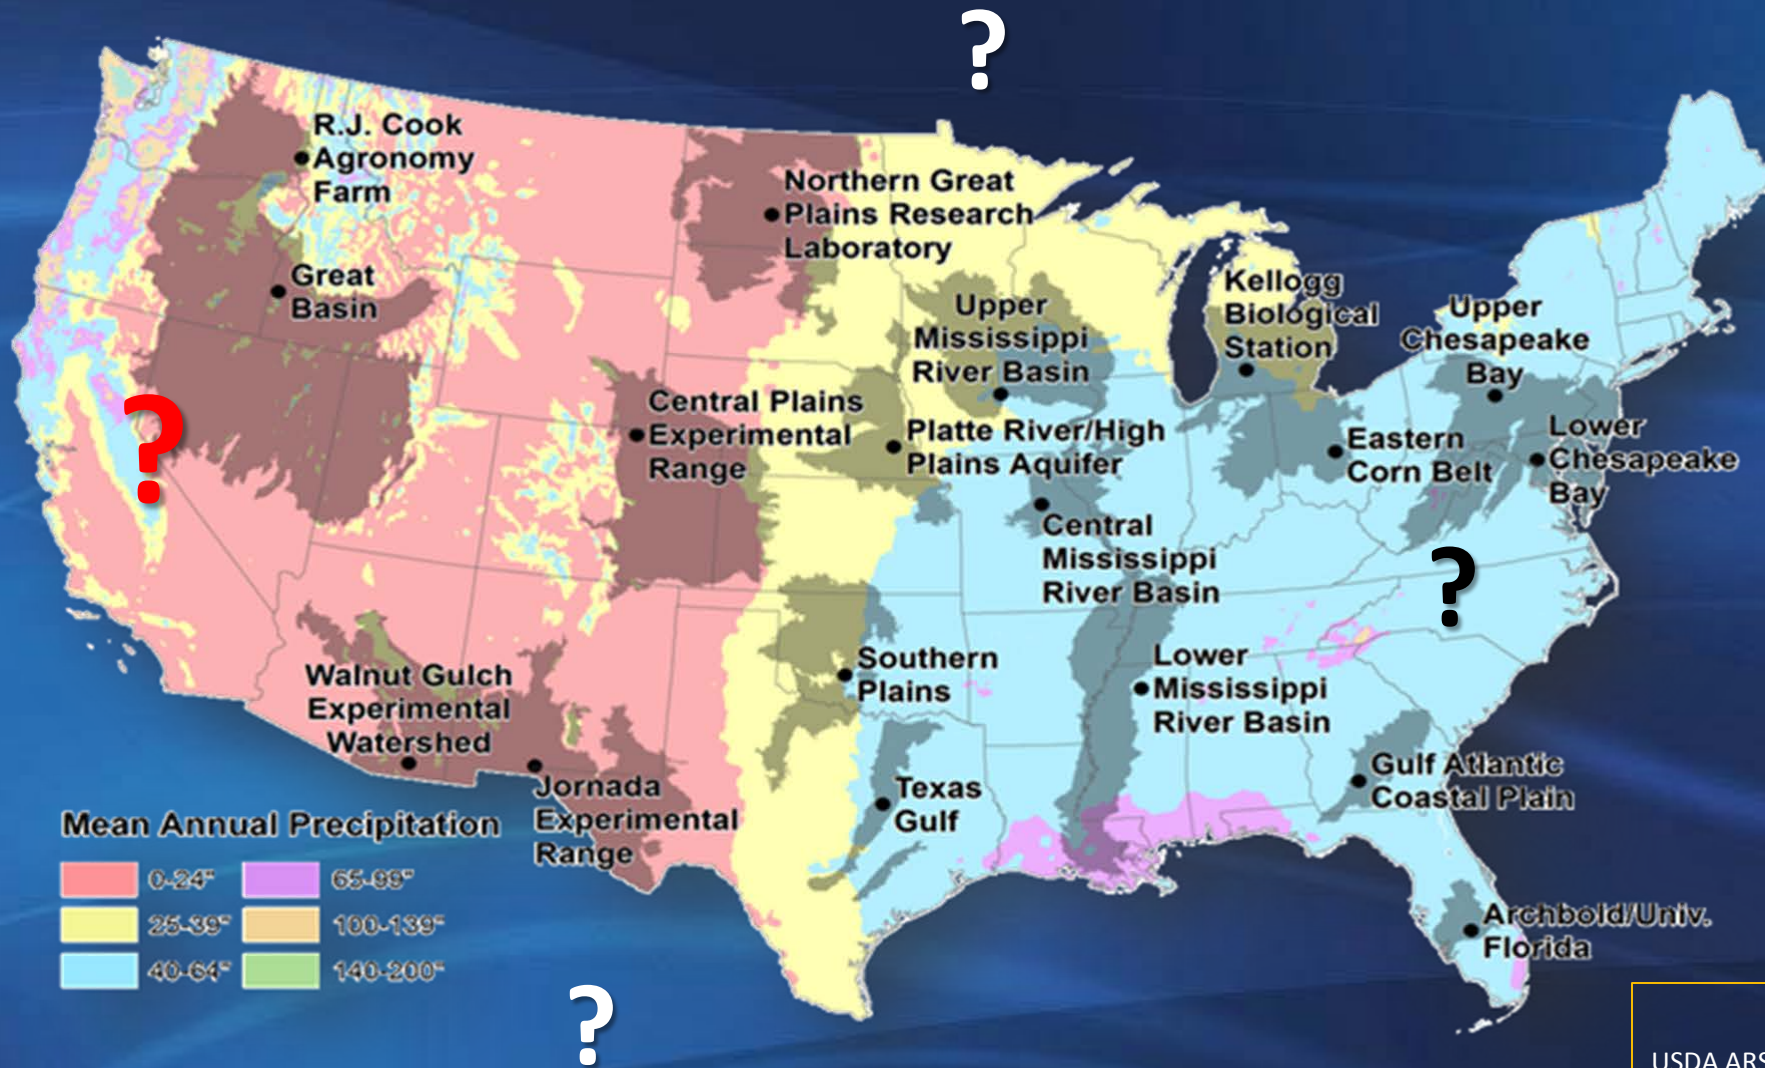 ?
R.J. Cook
Agronomy
Farm
Northern Great
Plains Research
Laboratory
Great
Basin
Kellogg
Biological
Station
Upper
Mississippi
River Basin
Upper
Chesapeake
Bay
?
Central Plains
Experimental
Range
Platte River/High
Plains Aquifer
Eastern
Corn Belt
Lower
Chesapeake
Bay
Central
Mississippi
River Basin
?
Southern
Plains
Lower
Mississippi
River Basin
Walnut Gulch
Experimental
Watershed
Jornada
Experimental
Range
Texas
Gulf
Gulf Atlantic
Coastal Plain
Archbold/Univ.
Florida
Mean Annual Precipitation
0-24"
65-99"
25-39"
100-139"
40-64"
140-200"
?
USDA ARS